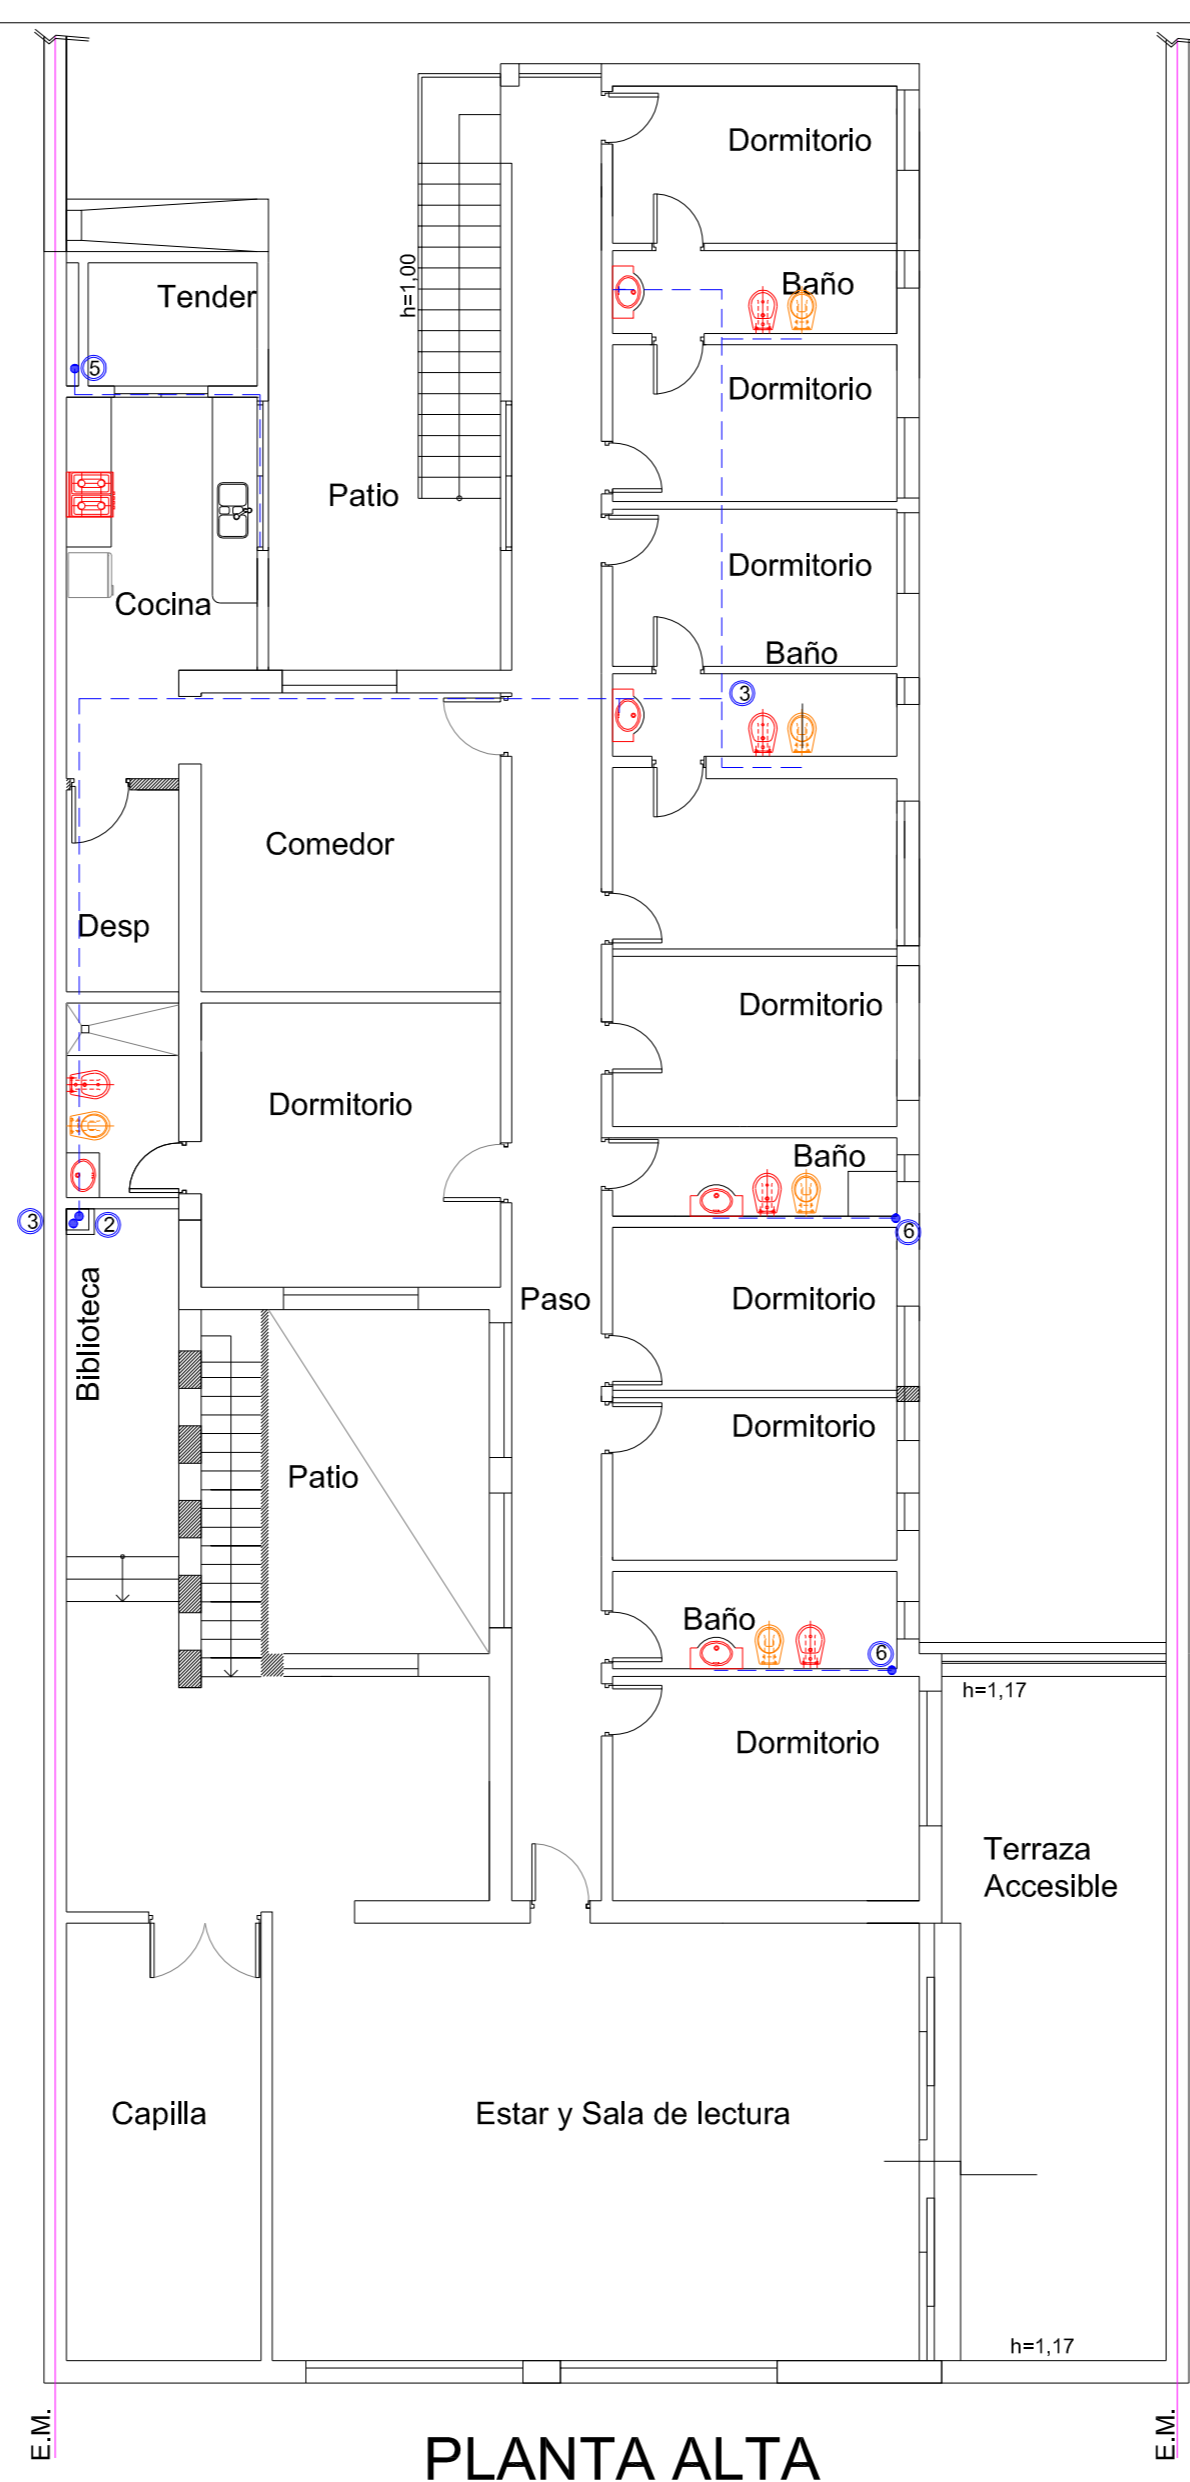 Dormitorio
h=1,00
Baño
Tender
5
Dormitorio
Patio
Dormitorio
Cocina
Baño
3
Comedor
Desp
Dormitorio
Dormitorio
Baño
3
2
6
Biblioteca
Paso
Dormitorio
Dormitorio
Patio
Baño
6
h=1,17
Dormitorio
Terraza
Accesible
Capilla
Estar y Sala de lectura
h=1,17
E.M.
E.M.
PLANTA ALTA